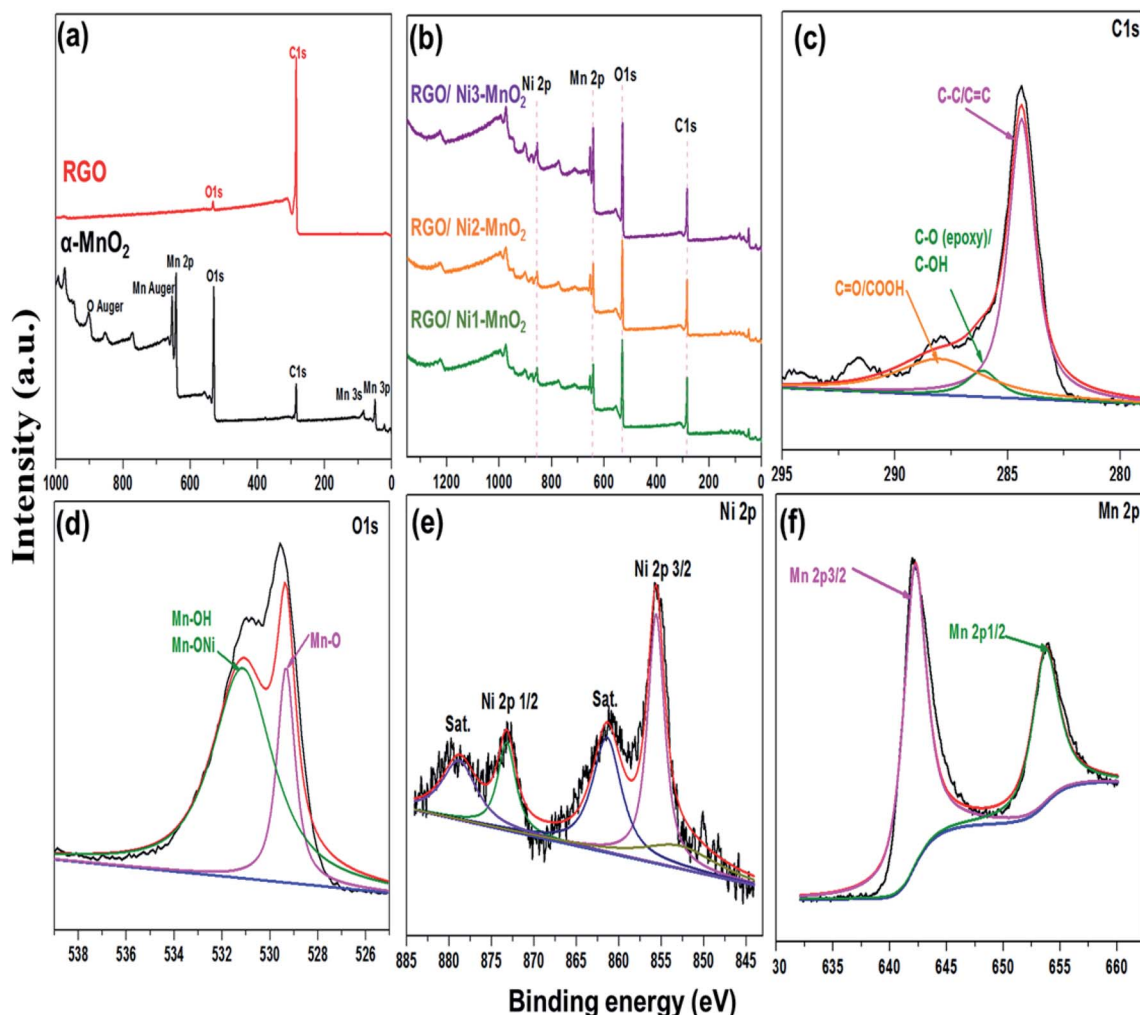 Intensity (a.u.)
(a)
C1s
RGO
O1s
α-MnO₂
Mn 2p
O1s
Mn Auger
O Auger
C1s
Mn 3s
Mn 3p
1000 800 600 400 200 0
(b)
O1s
Mn 2p
Ni 2p
RGO/ Ni3-MnO₂
C1s
RGO/ Ni2-MnO₂
RGO/ Ni1-MnO₂
1200 1000 800 600 400 200 0
(c)
C1s
C-C/C=C
C-O (epoxy)/
C-OH
C=O/COOH
295 292 288 284 280
(d)
O1s
Mn-OH
Mn-ONi
Mn-O
538 536 534 532 530 528 526
(e)
Ni 2p
Ni 2p 3/2
Sat.
Ni 2p 1/2
Sat.
885 880 875 870 865 860 855 850 845
(f)
Mn 2p
Mn 2p3/2
Mn 2p1/2
30 635 640 645 650 655 660
Binding energy (eV)